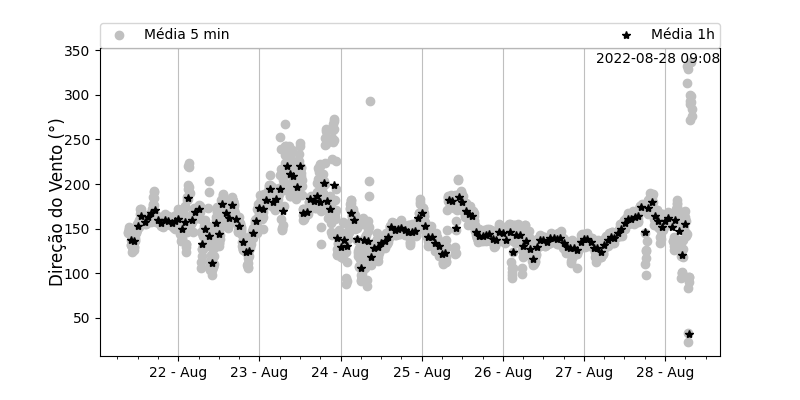 Média 5 min
Média 1h
2022-08-28 09:08
Direção do Vento (°)
350
300
250
200
150
100
50
22 - Aug
23 - Aug
24 - Aug
25 - Aug
26 - Aug
27 - Aug
28 - Aug